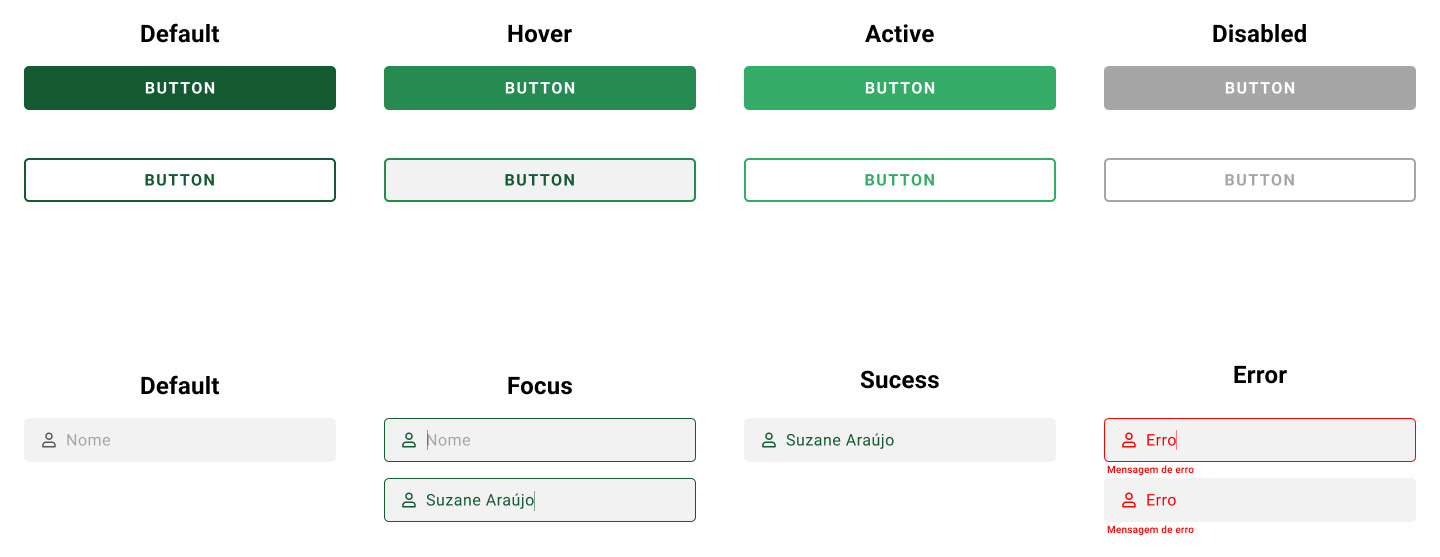 Default Hover Active Disabled
BUTTON BUTTON BUTTON BUTTON
BUTTON BUTTON BUTTON BUTTON
Default Focus Sucess Error
Nome Nome Suzane Araújo Erro
Mensagem de erro
Suzane Araújo Erro
Mensagem de erro